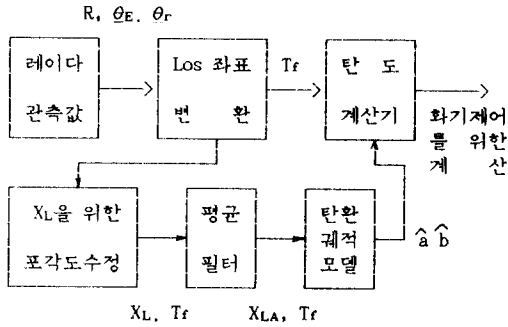 R, θE, θr
레이다
관측값
Los 좌표
변 환
Tf
탄 도
계산기
화기제어
를 위한
계 산
XL을 위한
포각도수정
평균
필터
탄환
궤적
모델
â b̂
XL, Tf
XLA, Tf